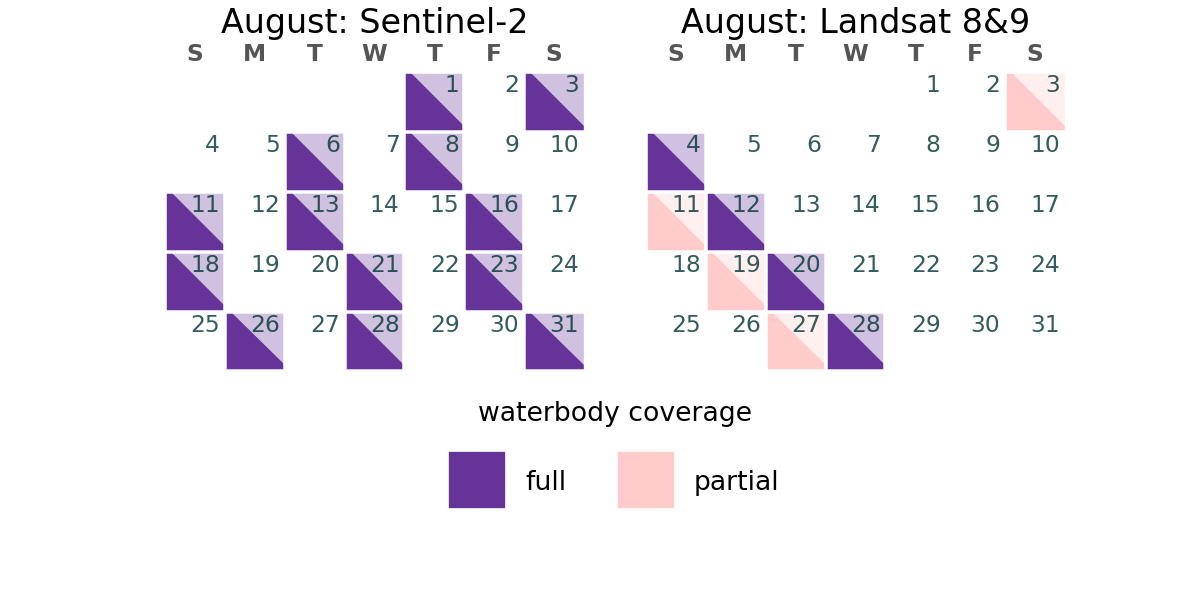 August: Sentinel-2
S M T W T F S
1 2 3
4 5 6 7 8 9 10
11 12 13 14 15 16 17
18 19 20 21 22 23 24
25 26 27 28 29 30 31
August: Landsat 8&9
S M T W T F S
1 2 3
4 5 6 7 8 9 10
11 12 13 14 15 16 17
18 19 20 21 22 23 24
25 26 27 28 29 30 31
waterbody coverage
full
partial